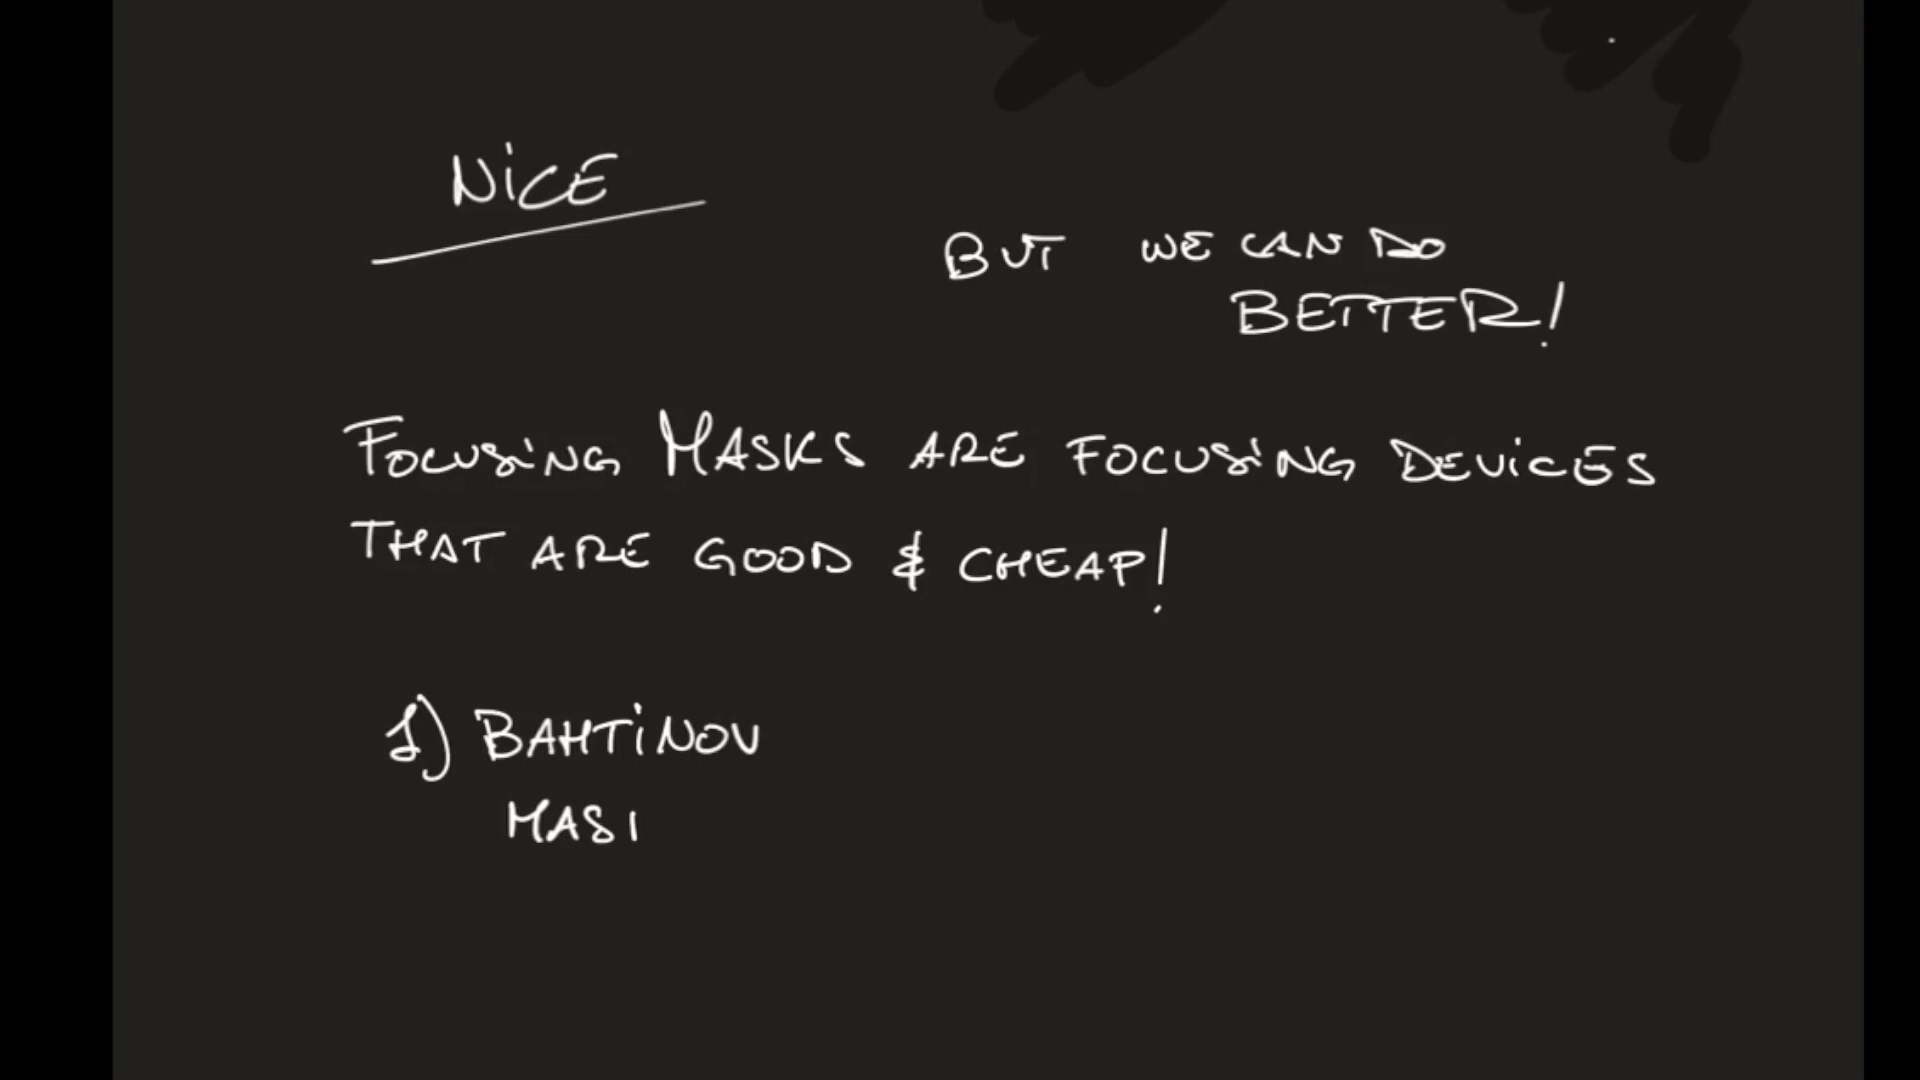 NiCE
BUT WE CAN DO
BETTER!
FOCUSiNG MASKS ARE FOCUSiNG DEViCES
THAT ARE GOOD & CHEAP!
1) BAHTiNOV
MASI